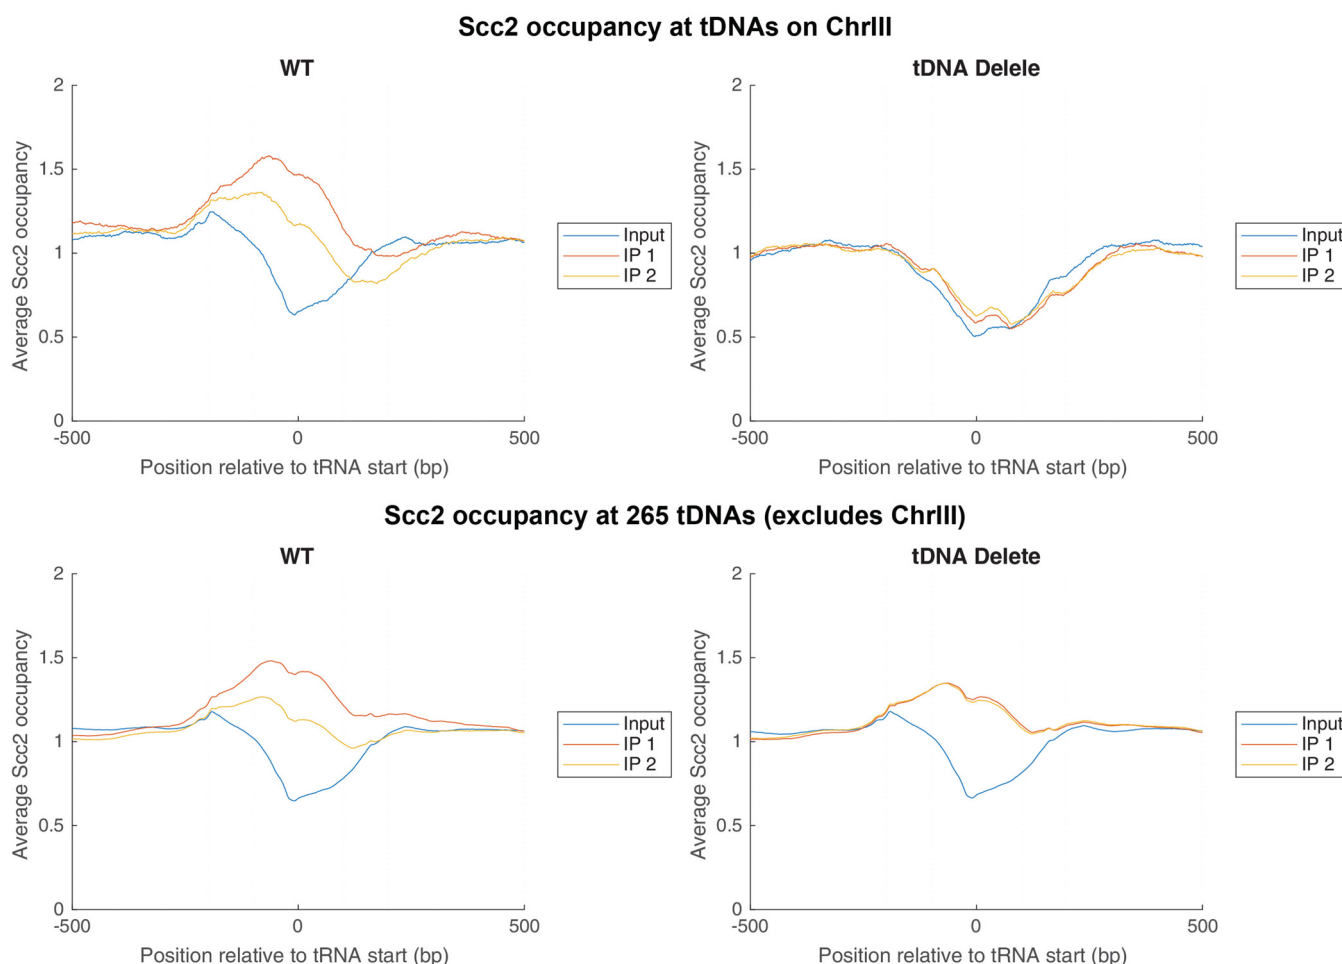 Scc2 occupancy at tDNAs on ChrIII
WT
2
1.5
1
0.5
0
Average Scc2 occupancy
-500
0
500
Position relative to tRNA start (bp)
Input
IP 1
IP 2
tDNA Delele
2
1.5
1
0.5
0
Average Scc2 occupancy
-500
0
500
Position relative to tRNA start (bp)
Input
IP 1
IP 2
Scc2 occupancy at 265 tDNAs (excludes ChrIII)
WT
2
1.5
1
0.5
0
Average Scc2 occupancy
-500
0
500
Position relative to tRNA start (bp)
Input
IP 1
IP 2
tDNA Delete
2
1.5
1
0.5
0
Average Scc2 occupancy
-500
0
500
Position relative to tRNA start (bp)
Input
IP 1
IP 2